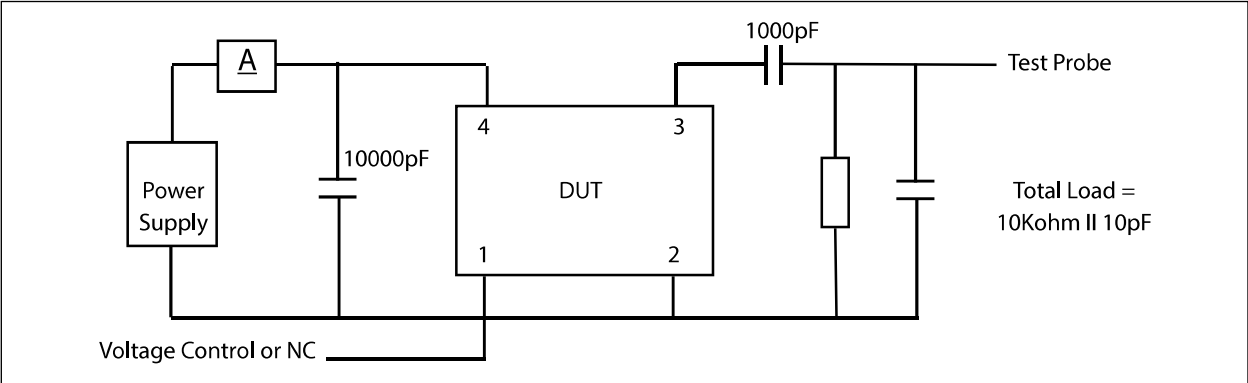 1000pF
A
Test Probe
4
3
10000pF
Power
Supply
DUT
Total Load =
10Kohm II 10pF
1
2
Voltage Control or NC